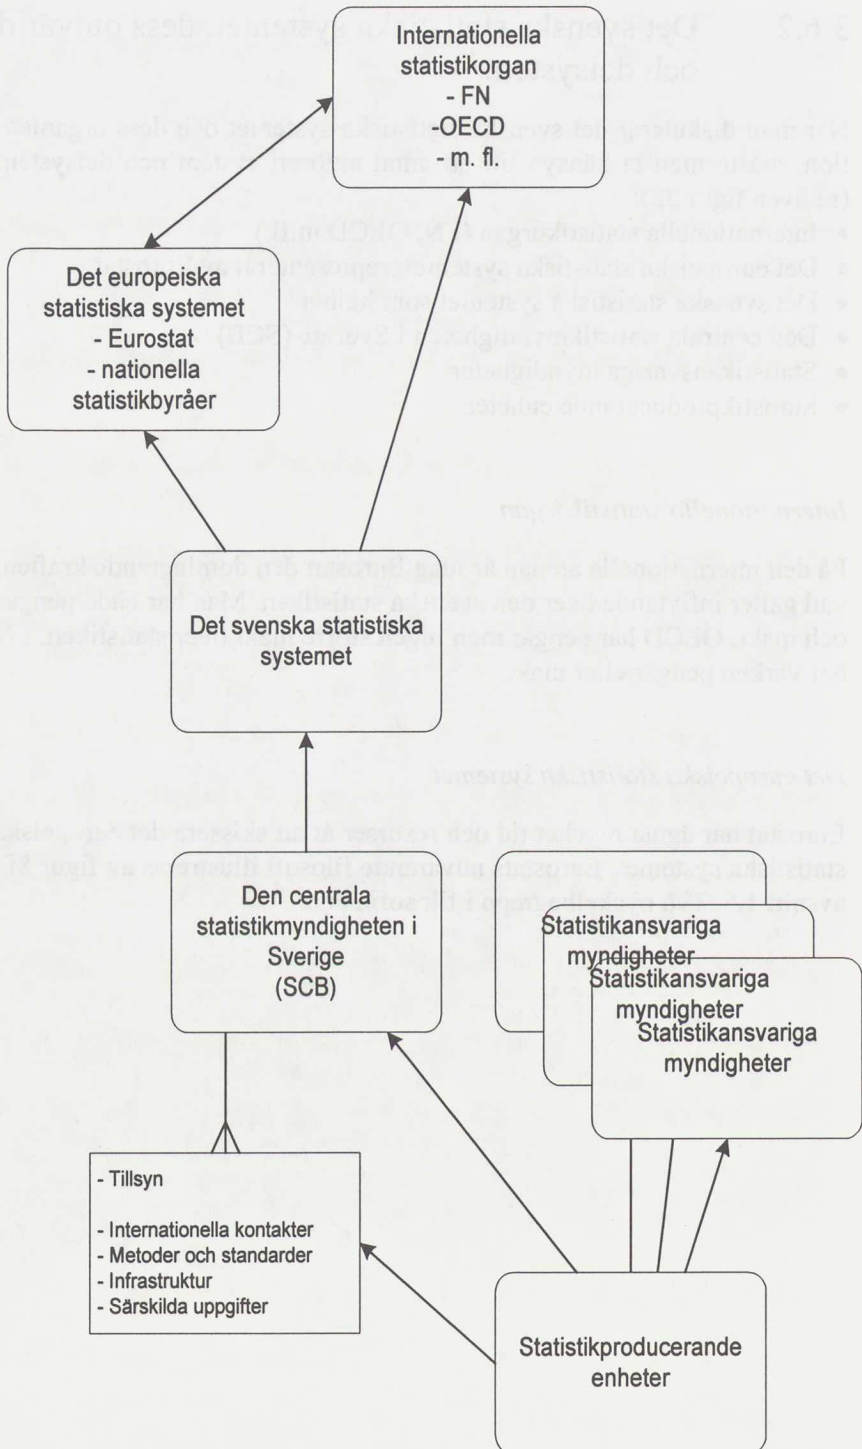 Internationella
statistikorgan
- FN
-OECD
- m. fl.
Det europeiska
statistiska systemet
- Eurostat
- nationella
statistikbyråer
Det svenska statistiska
systemet
Den centrala
statistikmyndigheten i
Sverige
(SCB)
Statistikansvariga
myndigheter
Statistikansvariga
myndigheter
Statistikansvariga
myndigheter
- Tillsyn
- Internationella kontakter
- Metoder och standarder
- Infrastruktur
- Särskilda uppgifter
Statistikproducerande
enheter